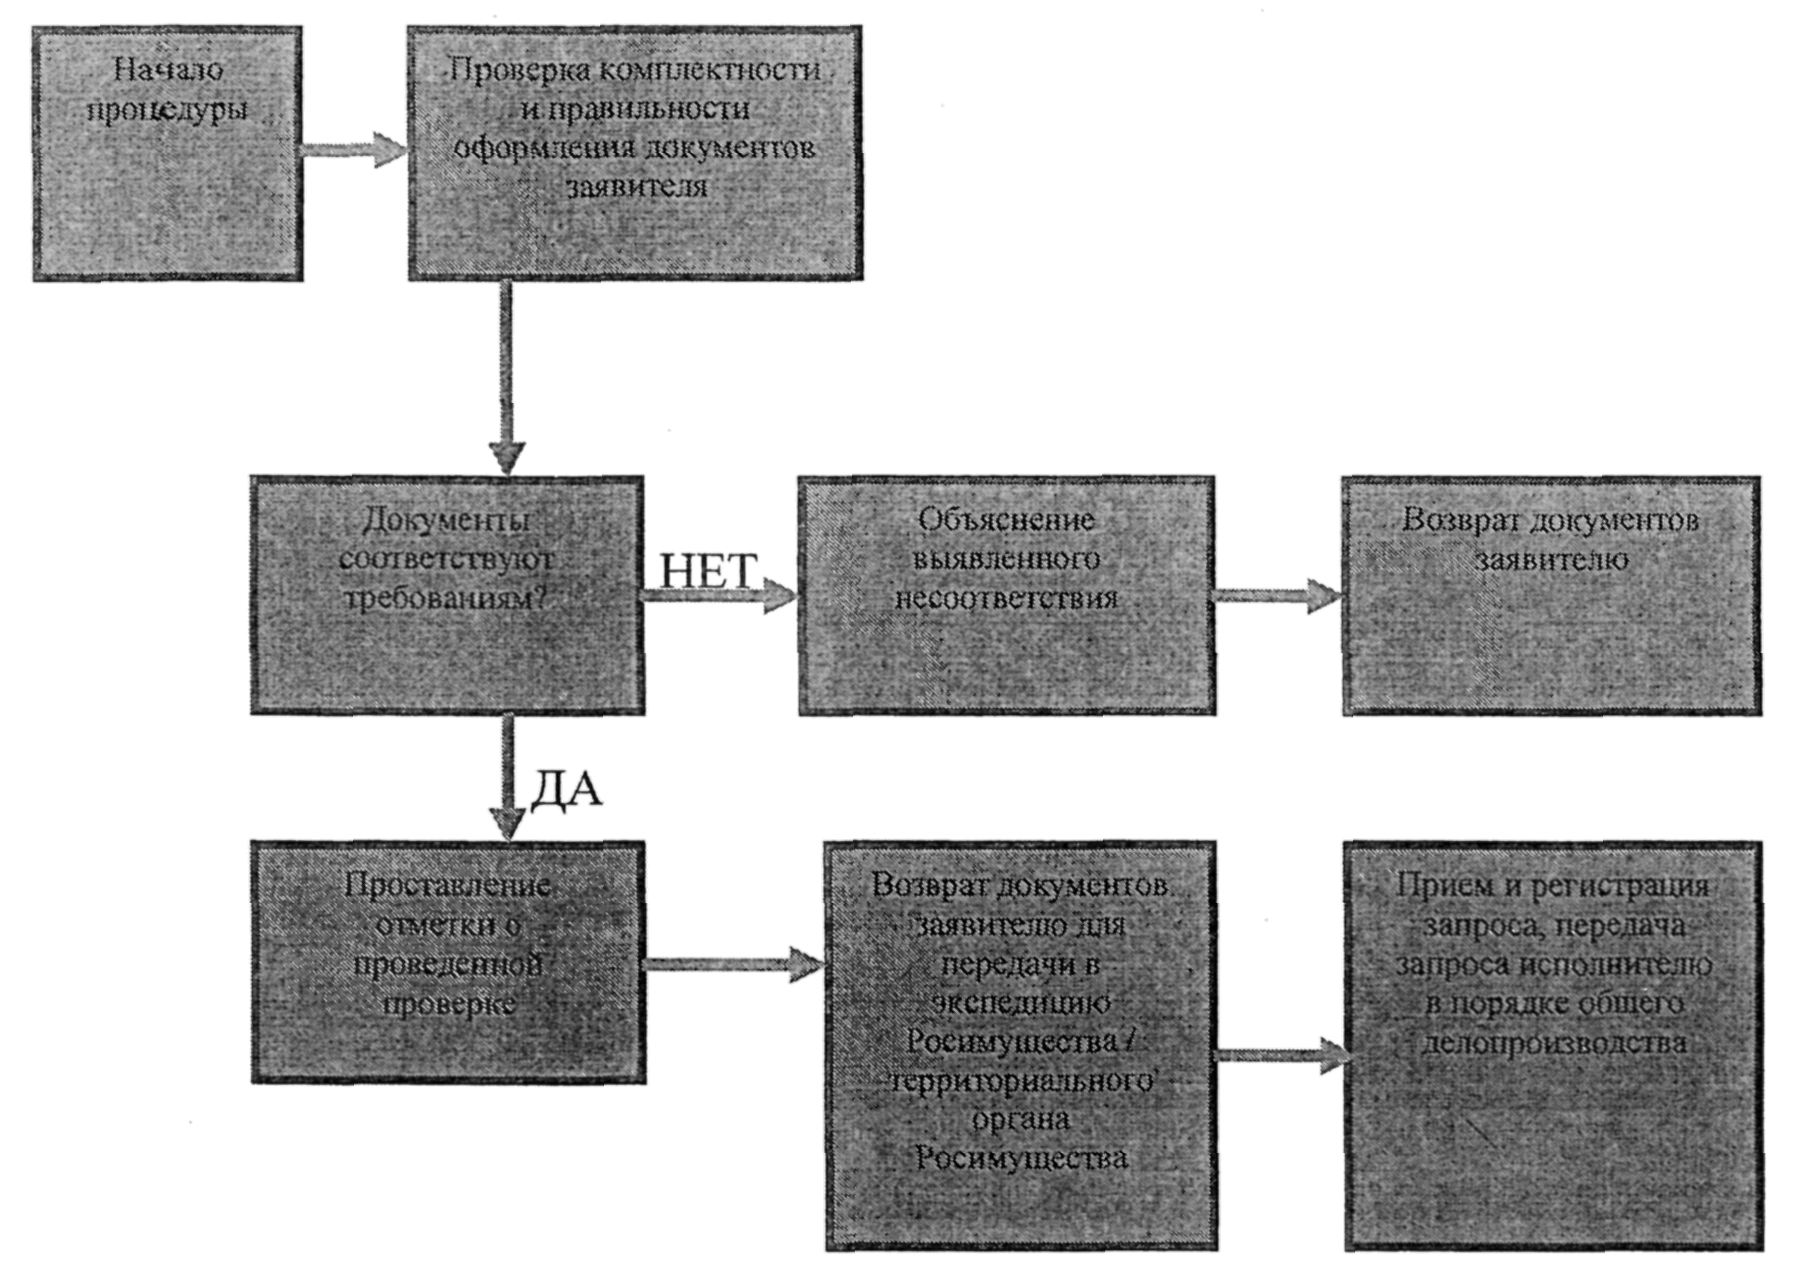 Начало
процедуры
Проверка комплектности
и правильности
оформления документов
заявителя
Документы
соответствуют
требованиям?
НЕТ
Объяснение
выявленного
несоответствия
Возврат документов
заявителю
ДА
Проставление
отметки о
проведенной
проверке
Возврат документов
заявителю для
передачи в
экспедицию
Росимущества /
территориального
органа
Росимущества
Прием и регистрация
запроса, передача
запроса исполнителю
в порядке общего
делопроизводства